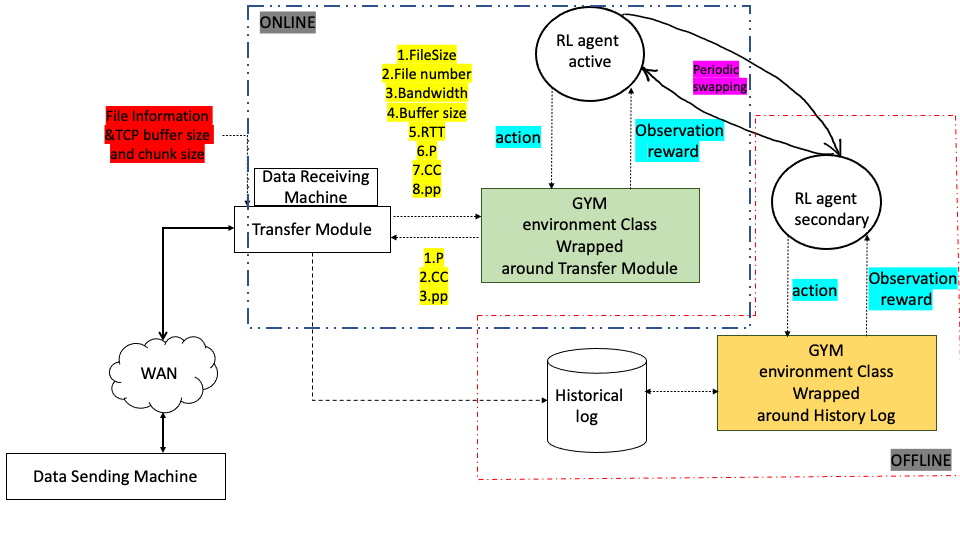 ONLINE
RL agent
active
1.FileSize
2.File number
3.Bandwidth
4.Buffer size
5.RTT
6.P
7.CC
8.pp
Periodic
swapping
File Information
&TCP buffer size
and chunk size
action
Observation
reward
Data Receiving
Machine
Transfer Module
GYM
environment Class
Wrapped
around Transfer Module
RL agent
secondary
1.P
2.CC
3.pp
action
Observation
reward
WAN
Historical
log
GYM
environment Class
Wrapped
around History Log
OFFLINE
Data Sending Machine